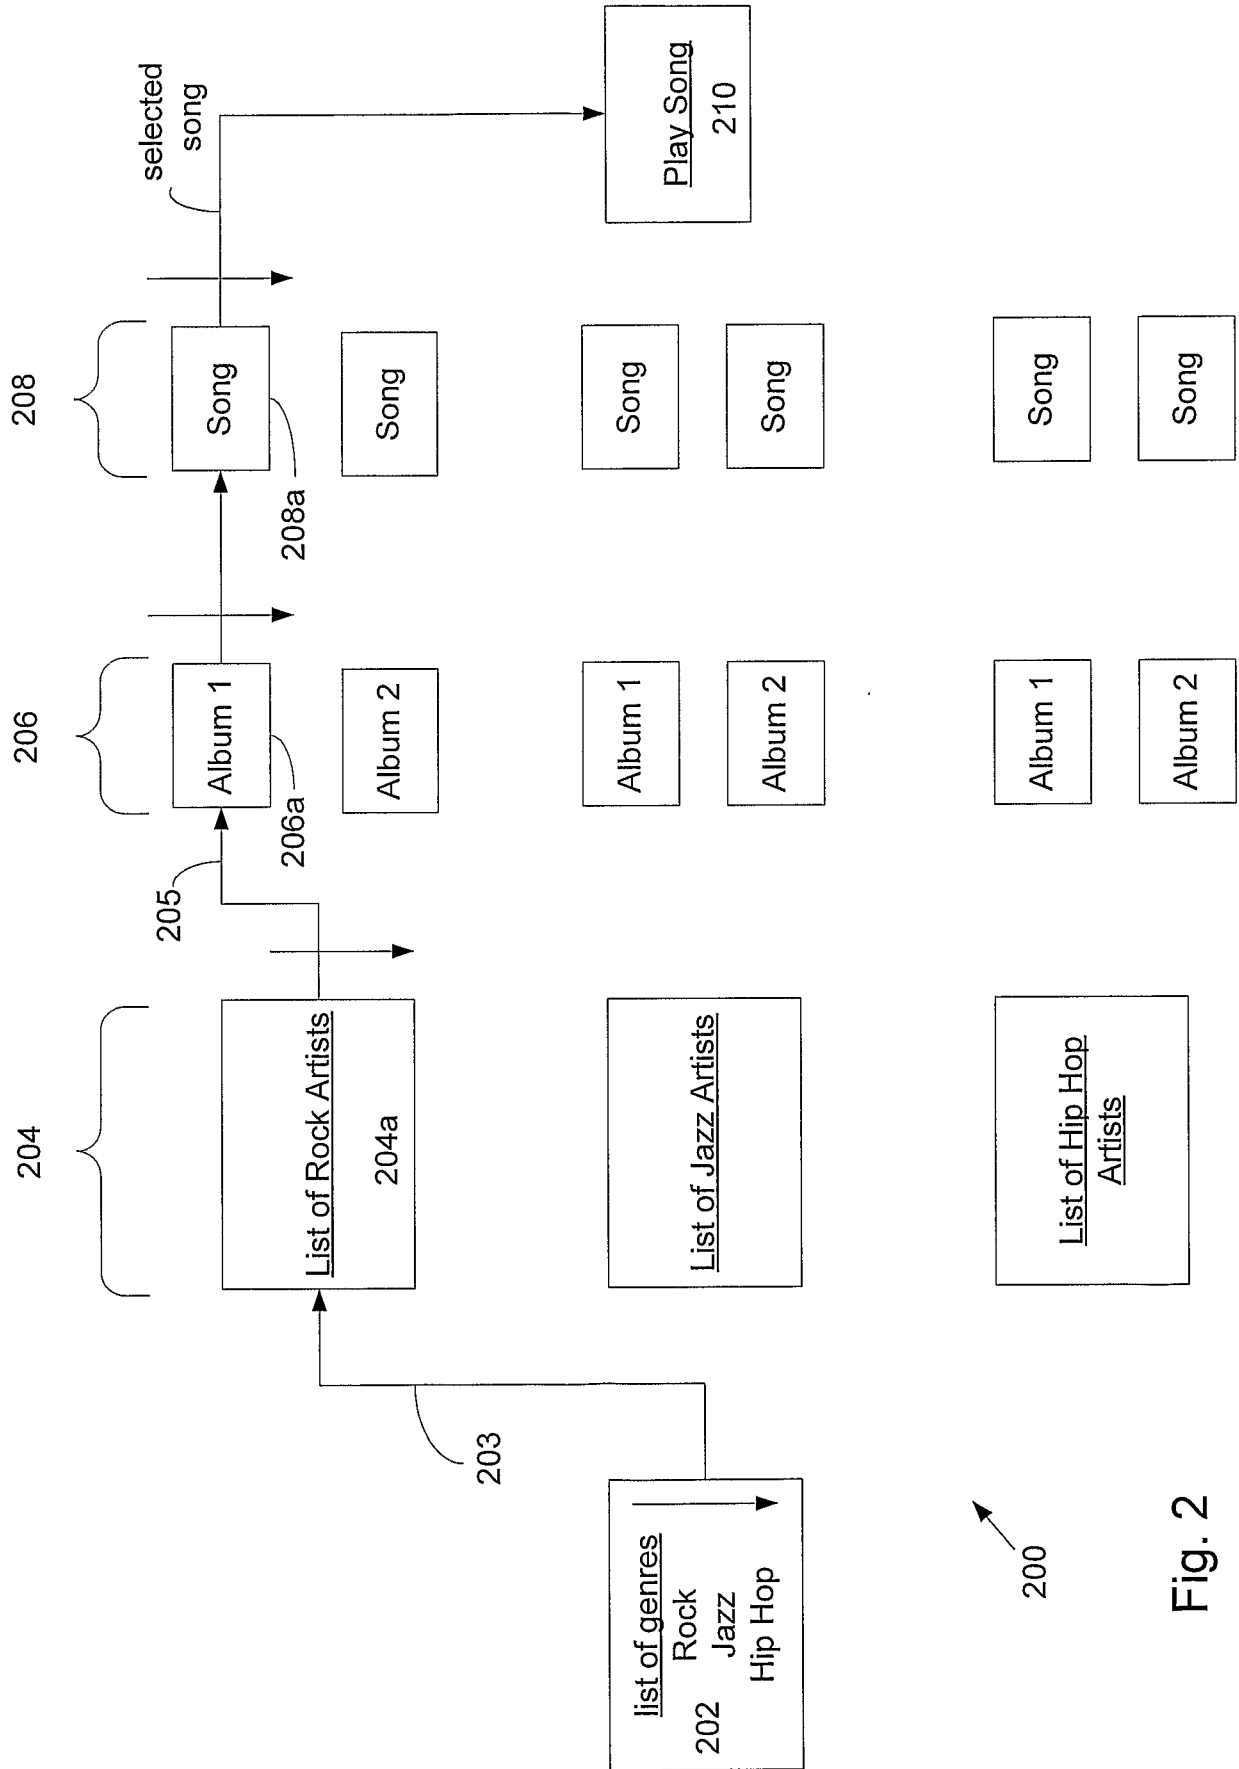 204
206
208
selected
song
205
Album 1
Song
206a
208a
List of Rock Artists
204a
Album 2
Song
203
list of genres
Rock
Jazz
Hip Hop
202
List of Jazz Artists
Album 1
Song
Album 2
Song
Play Song
210
200
List of Hip Hop
Artists
Album 1
Song
Album 2
Song
Fig. 2